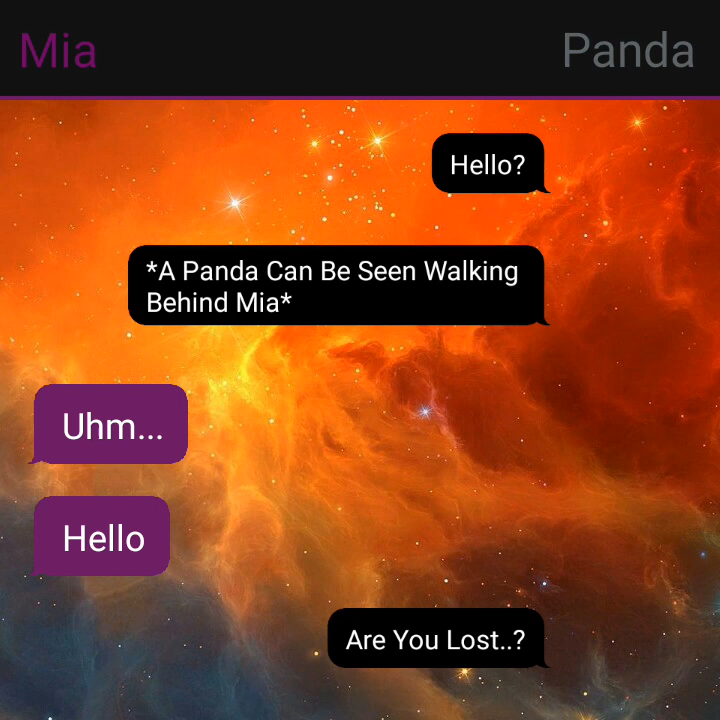 Mia
Panda
Hello?
*A Panda Can Be Seen Walking
Behind Mia*
Uhm...
Hello
Are You Lost..?